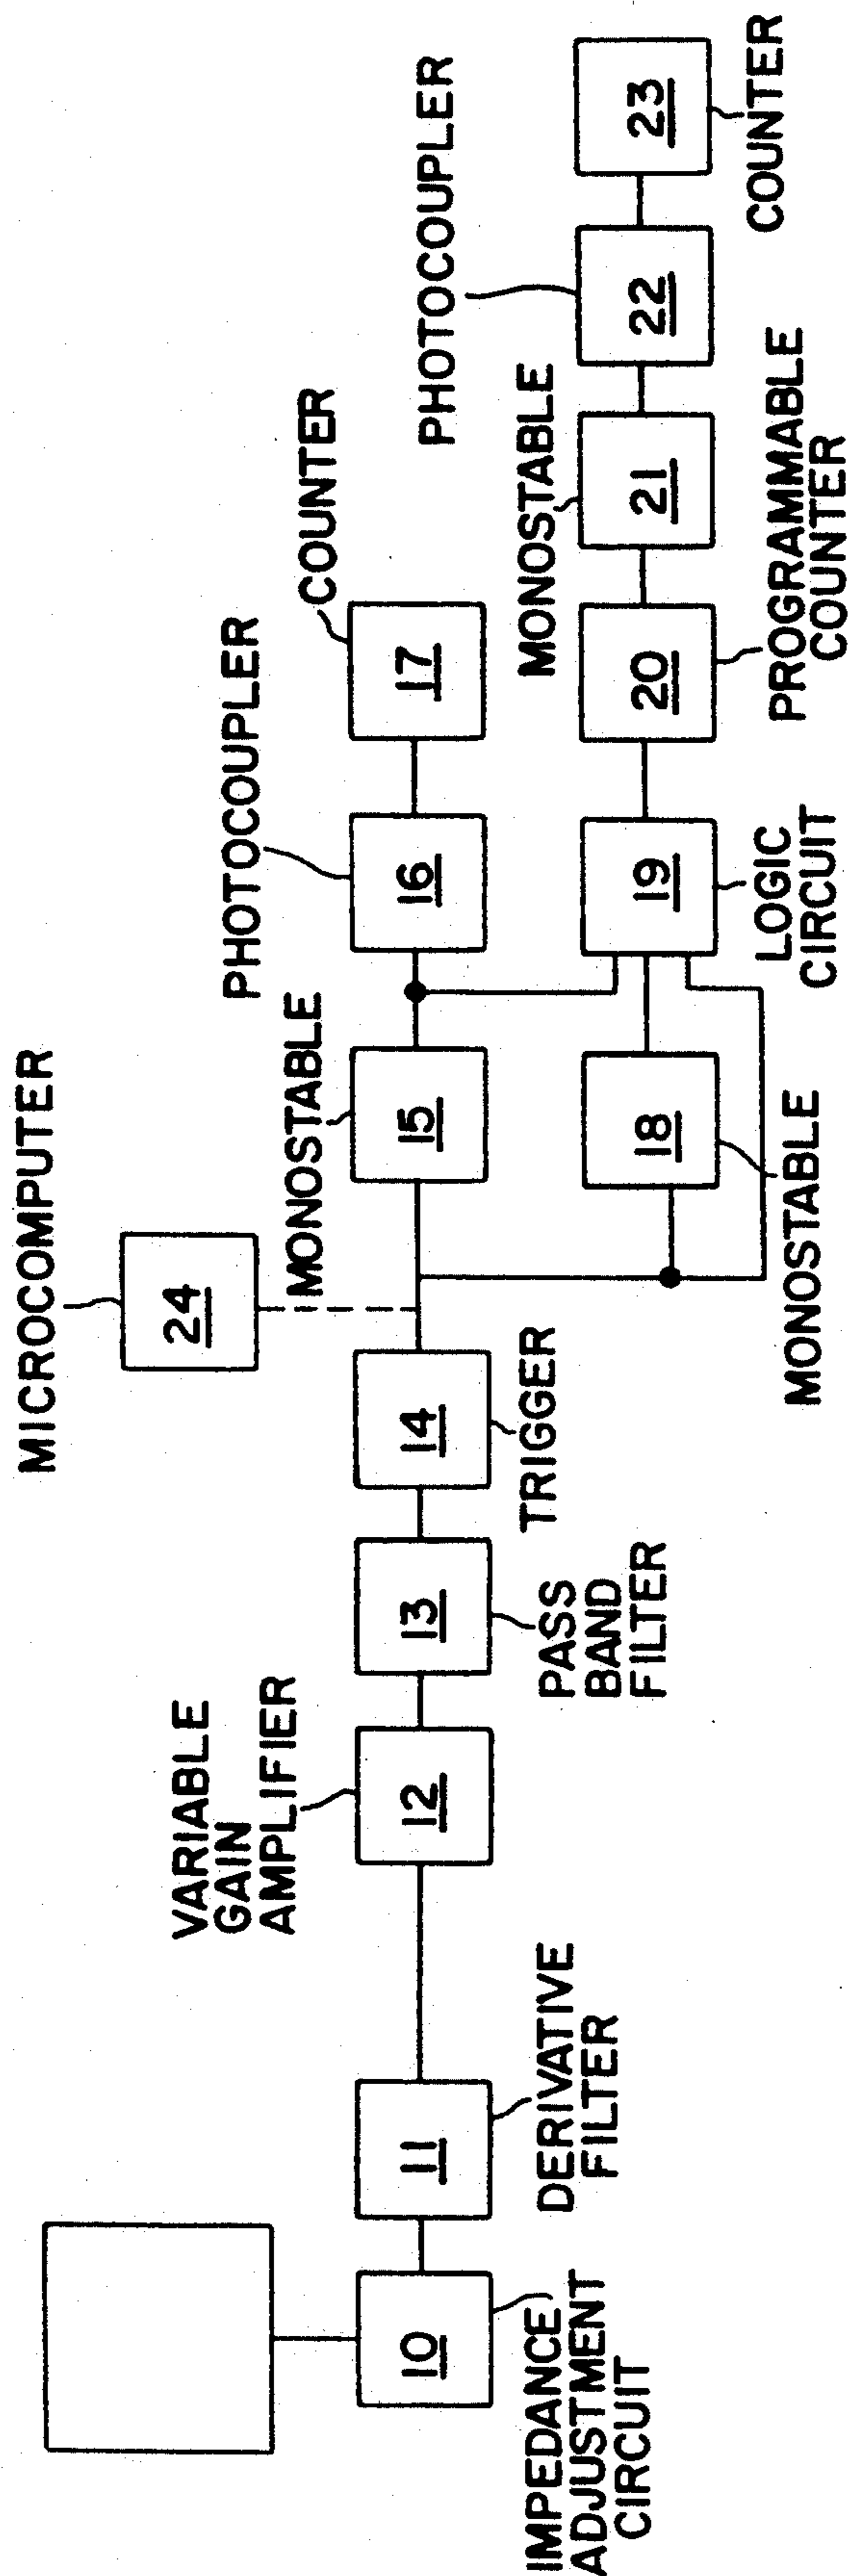 MICROCOMPUTER
24
PHOTOCOUPLER
COUNTER
PHOTOCOUPLER
VARIABLE
GAIN
AMPLIFIER
MONOSTABLE
10
11
12
13
14
15
16
17
IMPEDANCE
ADJUSTMENT
CIRCUIT
DERIVATIVE
FILTER
PASS
BAND
FILTER
TRIGGER
MONOSTABLE
18
19
20
21
22
23
MONOSTABLE
LOGIC
CIRCUIT
PROGRAMMABLE
COUNTER
COUNTER